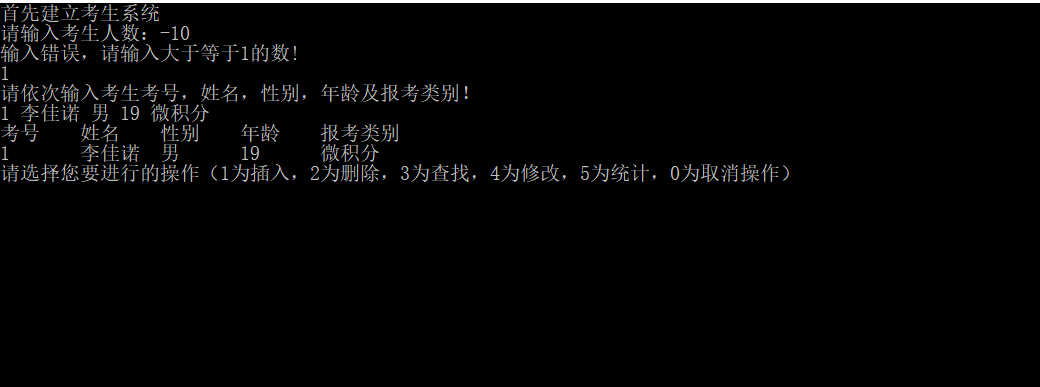 首先建立考生系统
请输入考生人数：-10
输入错误，请输入大于等于1的数!
1
请依次输入考生考号，姓名，性别，年龄及报考类别!
1 李佳诺 男 19 微积分
考号 姓名 性别 年龄 报考类别
1 李佳诺 男 19 微积分
请选择您要进行的操作（1为插入，2为删除，3为查找，4为修改，5为统计，0为取消操作）